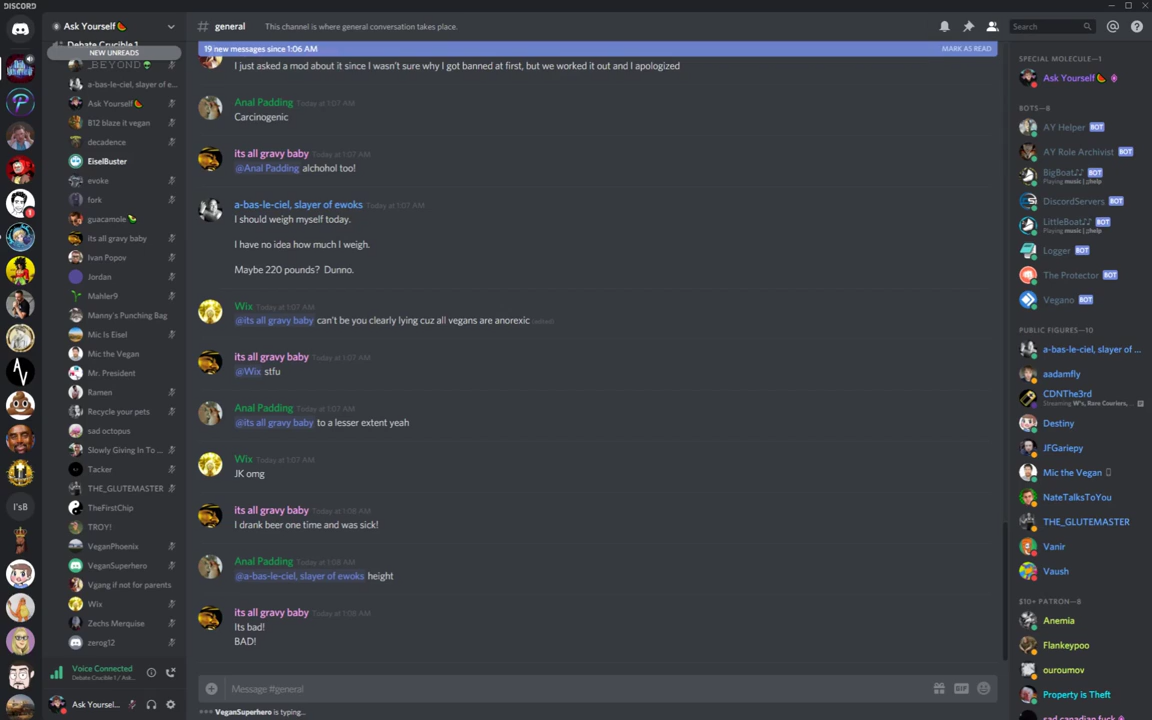 DISCORD
Ask Yourself🍉
Debate Crucible 1
NEW UNREADS
_BEYOND👽
a-bas-le-ciel, slayer of e...
Ask Yourself🍉
B12 blaze it vegan
decadence
EiselBuster
evoke
fork
guacamole🥑
its all gravy baby
Ivan Popov
Jordan
Mahler9
Manny's Punching Bag
Mic Is Eisel
Mic the Vegan
Mr. President
Ramen
Recycle your pets
sad octopus
Slowly Giving In To ...
Tacker
THE_GLUTEMASTER
TheFirstChip
TROY!
VeganPhoenix
VeganSuperhero
Vgang if not for parents
Wix
Zechs Merquise
zerog12
Voice Connected
Debate Crucible 1 / Ask...
Ask Yoursel...
I'sB
# general
This channel is where general conversation takes place.
Search
19 new messages since 1:06 AM
MARK AS READ
I just asked a mod about it since I wasn't sure why I got banned at first, but we worked it out and I apologized
Anal Padding Today at 1:07 AM
Carcinogenic
its all gravy baby Today at 1:07 AM
@Anal Padding alchohol too!
a-bas-le-ciel, slayer of ewoks Today at 1:07 AM
I should weigh myself today.
I have no idea how much I weigh.
Maybe 220 pounds? Dunno.
Wix Today at 1:07 AM
@its all gravy baby can't be you clearly lying cuz all vegans are anorexic (edited)
its all gravy baby Today at 1:07 AM
@Wix stfu
Anal Padding Today at 1:07 AM
@its all gravy baby to a lesser extent yeah
Wix Today at 1:07 AM
JK omg
its all gravy baby Today at 1:08 AM
I drank beer one time and was sick!
Anal Padding Today at 1:08 AM
@a-bas-le-ciel, slayer of ewoks height
its all gravy baby Today at 1:08 AM
Its bad!
BAD!
Message #general
GIF
VeganSuperhero is typing...
SPECIAL MOLECULE—1
Ask Yourself🍉
BOTS—8
AY Helper BOT
AY Role Archivist BOT
BigBoat♪♪ BOT
Playing music | ;;help
DiscordServers BOT
LittleBoat♪♪ BOT
Playing music | ;;help
Logger BOT
The Protector BOT
Vegano BOT
PUBLIC FIGURES—10
a-bas-le-ciel, slayer of ...
aadamfly
CDNThe3rd
Streaming W's, Rare Couriers, ...
Destiny
JFGariepy
Mic the Vegan
NateTalksToYou
THE_GLUTEMASTER
Vanir
Vaush
$10+ PATRON—8
Anemia
Flankeypoo
ouroumov
Property is Theft
sad canadian fuck